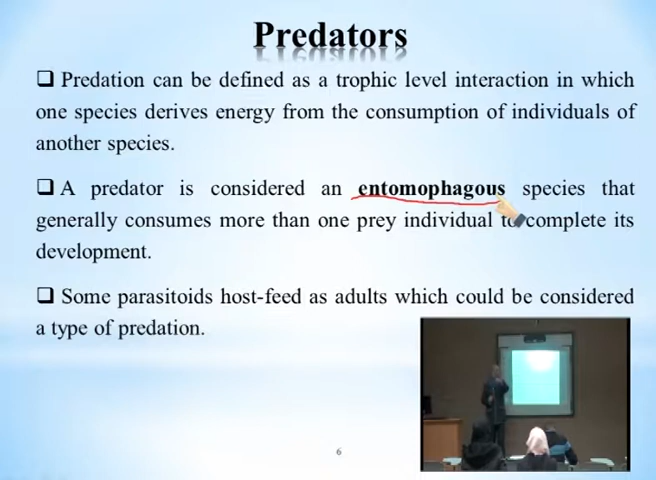 Predators
❑ Predation can be defined as a trophic level interaction in which
one species derives energy from the consumption of individuals of
another species.
❑ A predator is considered an entomophagous species that
generally consumes more than one prey individual to complete its
development.
❑ Some parasitoids host-feed as adults which could be considered
a type of predation.
6